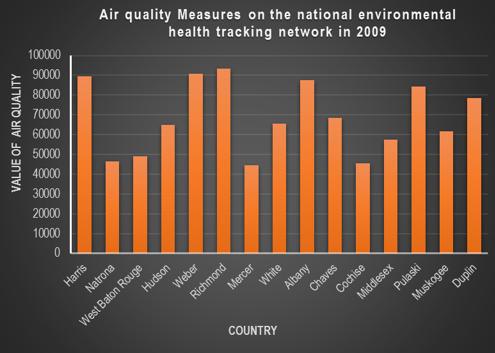 Air quality Measures on the national environmental
health tracking network in 2009
VALUE OF AIR QUALITY
100000
90000
80000
70000
60000
50000
40000
30000
20000
10000
0
Harris
Natrona
West Baton Rouge
Hudson
Weber
Richmond
Mercer
White
Albany
Chaves
Cochise
Middlesex
Pulaski
Muskogee
Duplin
COUNTRY